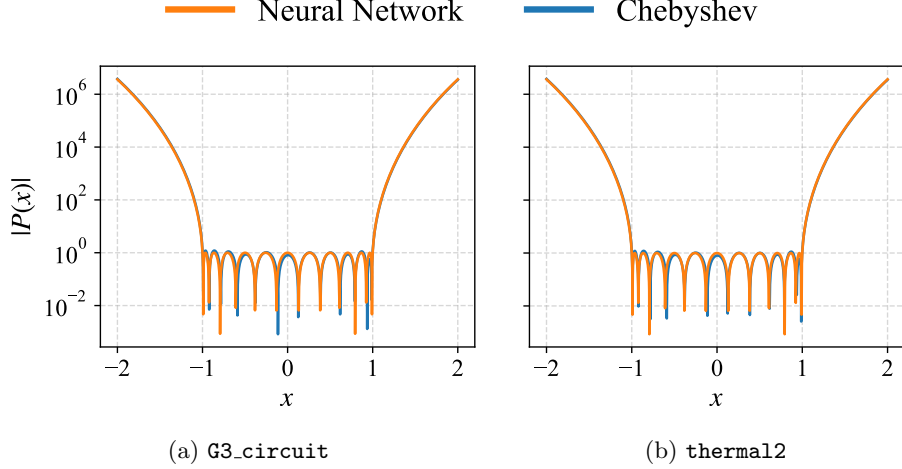 Neural Network Chebyshev
|P(x)|
10^6
10^4
10^2
10^0
10^−2
−2 −1 0 1 2
x
−2 −1 0 1 2
x
(a) G3_circuit
(b) thermal2